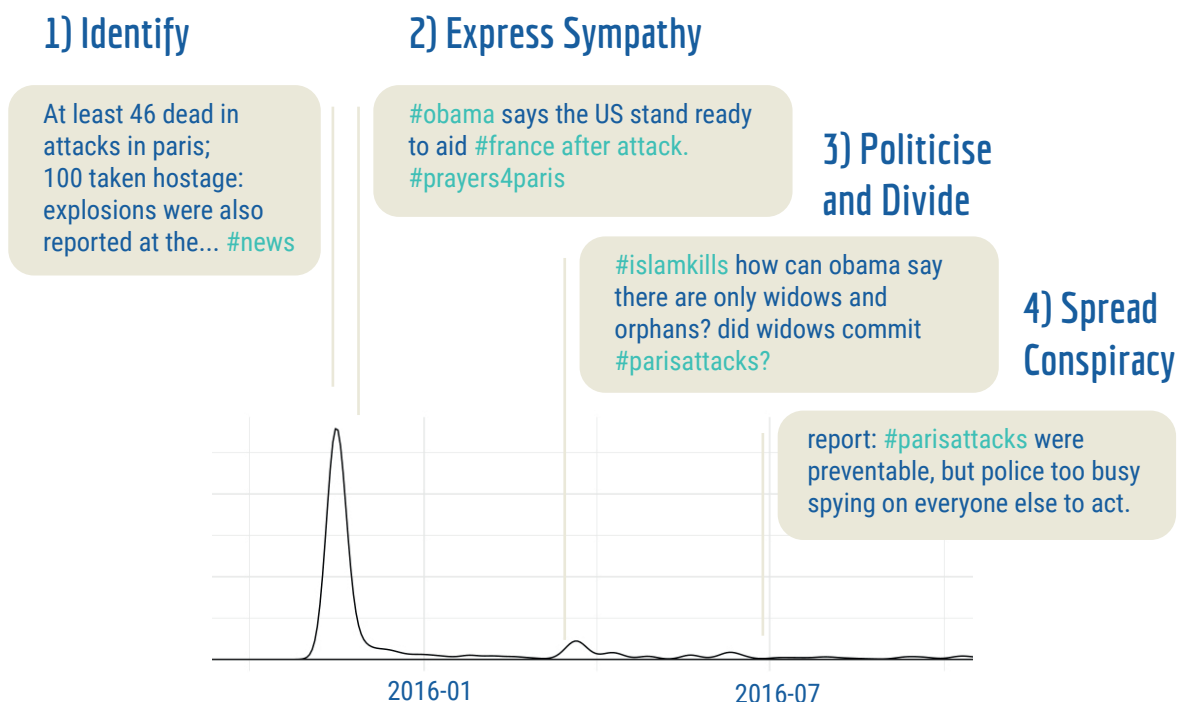 1) Identify
At least 46 dead in
attacks in paris;
100 taken hostage:
explosions were also
reported at the... #news
2) Express Sympathy
#obama says the US stand ready
to aid #france after attack.
#prayers4paris
3) Politicise
and Divide
#islamkills how can obama say
there are only widows and
orphans? did widows commit
#parisattacks?
4) Spread
Conspiracy
report: #parisattacks were
preventable, but police too busy
spying on everyone else to act.
2016-01
2016-07